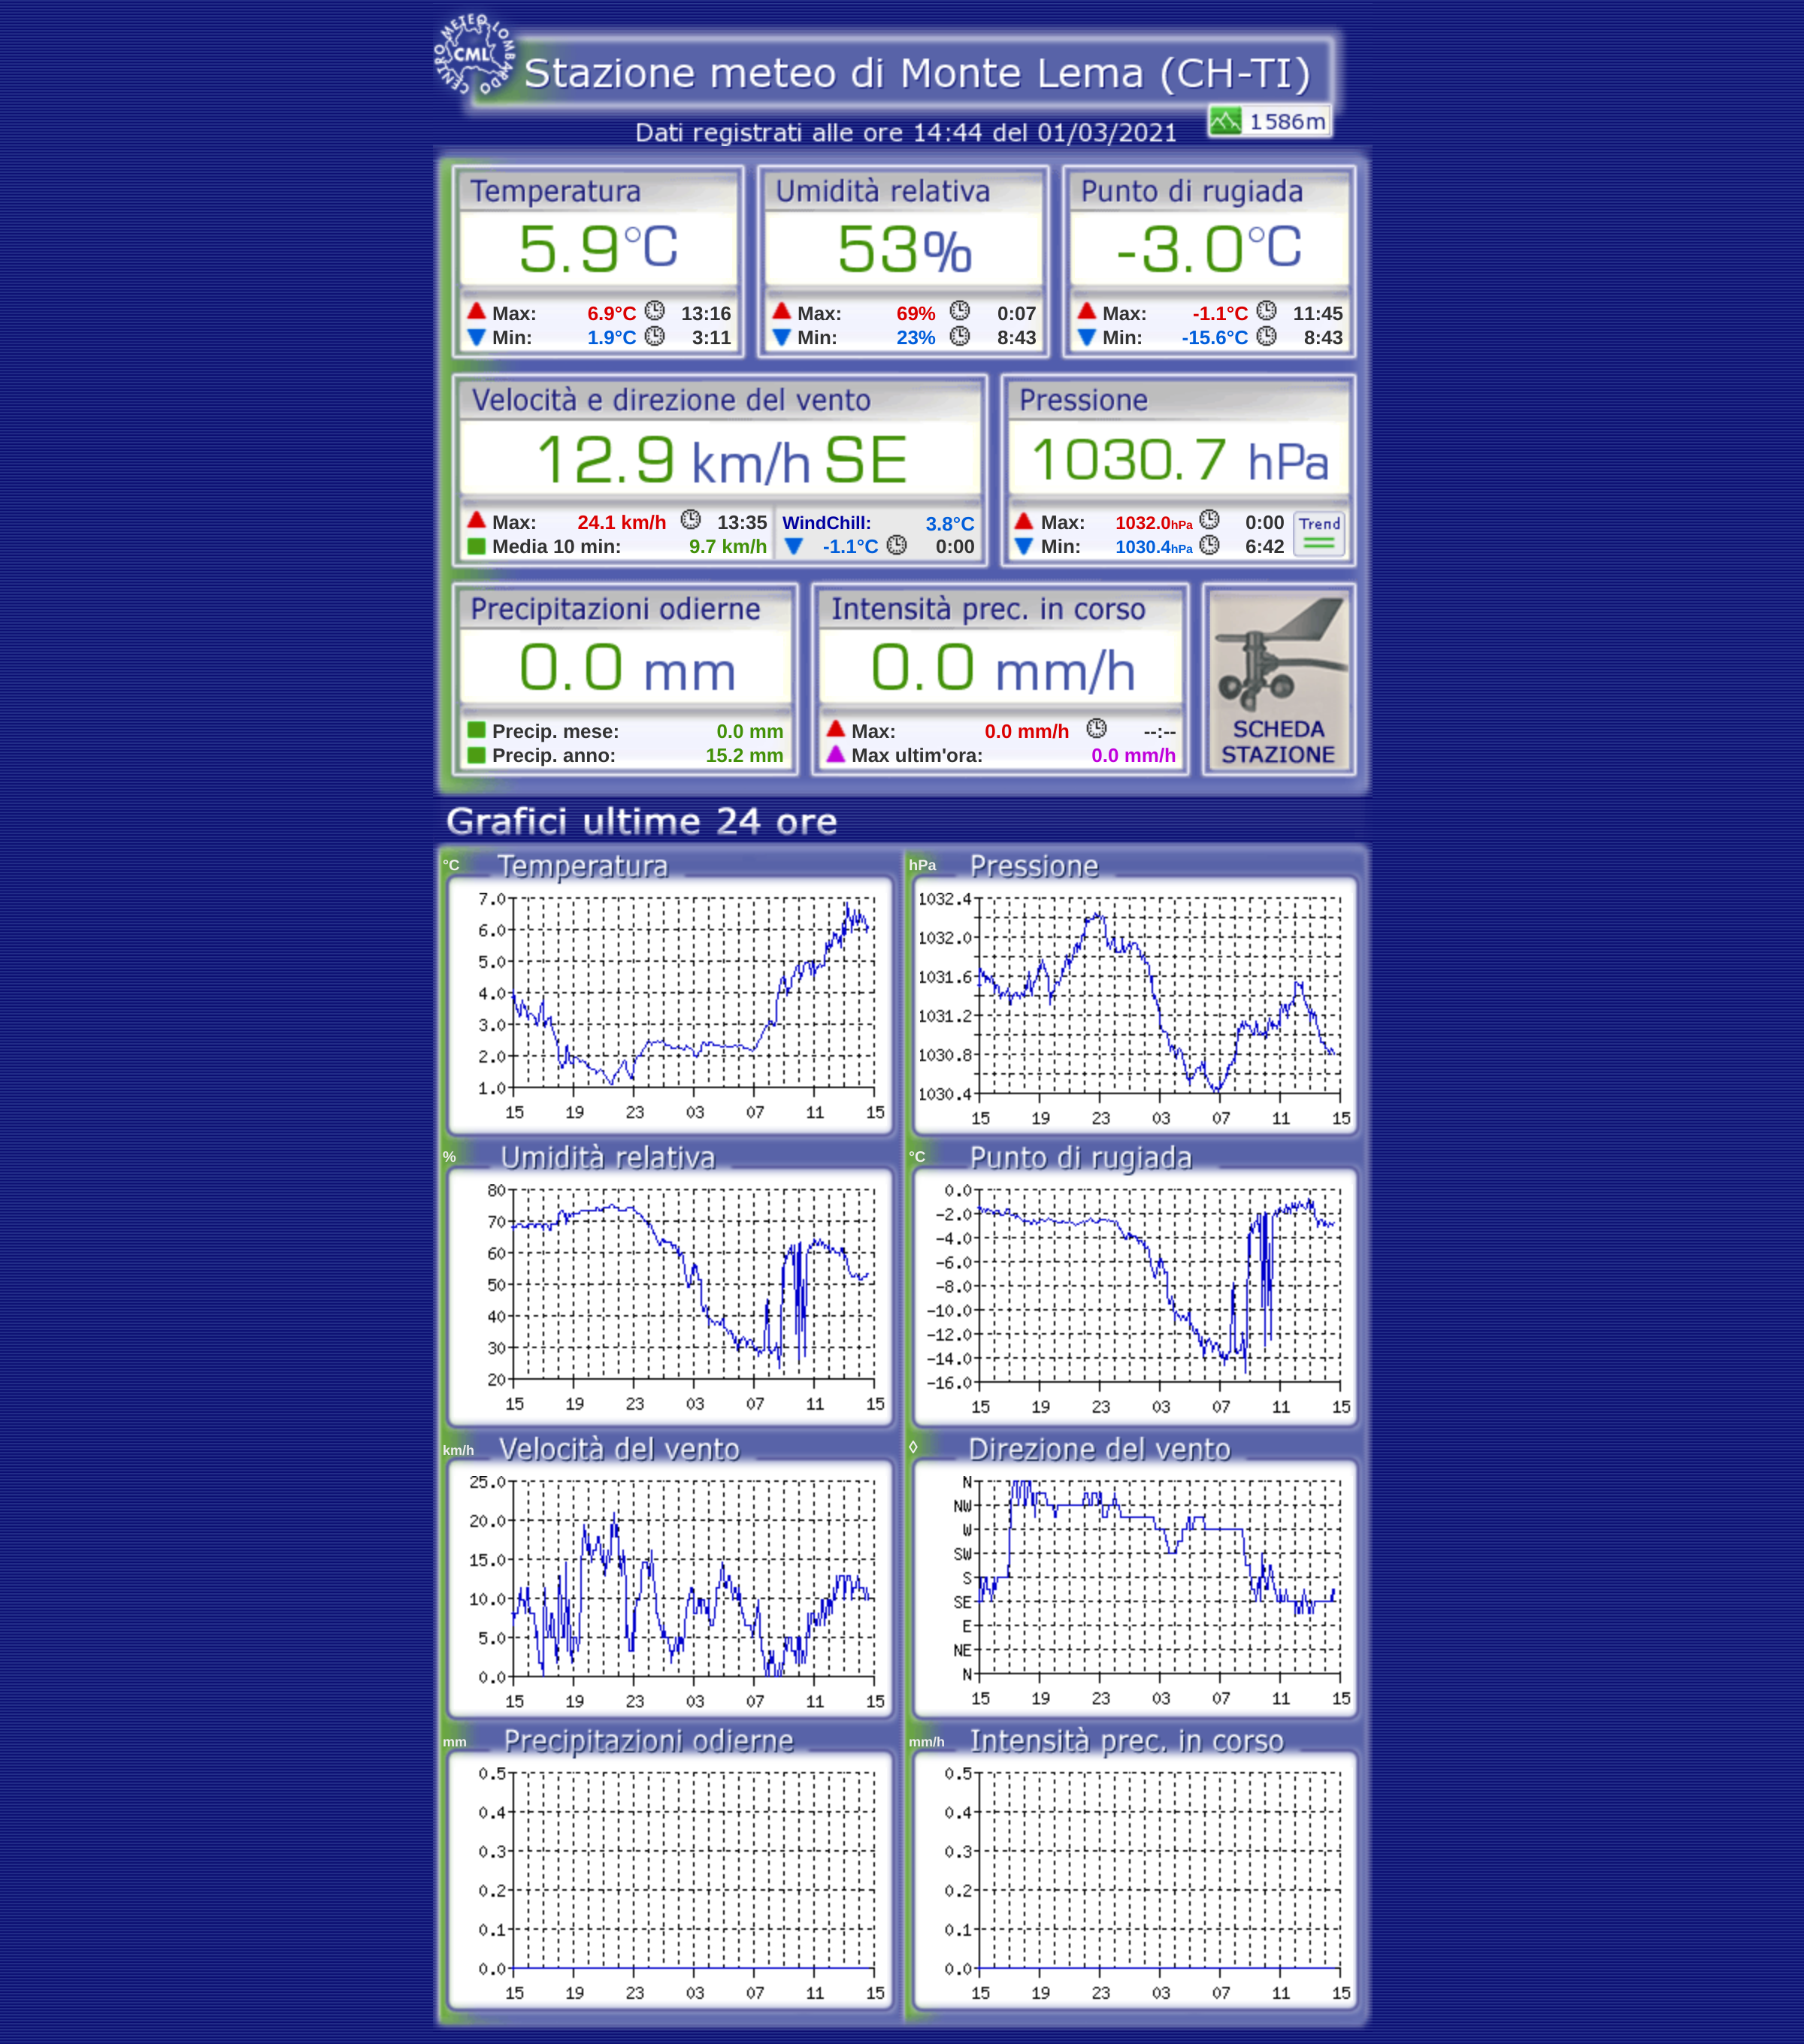 CENTRO METEO LOMBARDO
CML
Stazione meteo di Monte Lema (CH-TI)
1586m
Dati registrati alle ore 14:44 del 01/03/2021
Temperatura Umidità relativa Punto di rugiada
5.9°C 53% -3.0°C
Max: 6.9°C 13:16 Max: 69% 0:07 Max: -1.1°C 11:45
Min: 1.9°C 3:11 Min: 23% 8:43 Min: -15.6°C 8:43
Velocità e direzione del vento Pressione
12.9 km/h SE 1030.7 hPa
Max: 24.1 km/h 13:35 WindChill: 3.8°C Max: 1032.0hPa 0:00 Trend
Media 10 min: 9.7 km/h -1.1°C 0:00 Min: 1030.4hPa 6:42
Precipitazioni odierne Intensità prec. in corso
0.0 mm 0.0 mm/h
Precip. mese: 0.0 mm Max: 0.0 mm/h --:-- SCHEDA
Precip. anno: 15.2 mm Max ultim'ora: 0.0 mm/h STAZIONE
Grafici ultime 24 ore
°C Temperatura
7.0
6.0
5.0
4.0
3.0
2.0
1.0
15 19 23 03 07 11 15
hPa Pressione
1032.4
1032.0
1031.6
1031.2
1030.8
1030.4
15 19 23 03 07 11 15
% Umidità relativa
80
70
60
50
40
30
20
15 19 23 03 07 11 15
°C Punto di rugiada
0.0
-2.0
-4.0
-6.0
-8.0
-10.0
-12.0
-14.0
-16.0
15 19 23 03 07 11 15
km/h Velocità del vento
25.0
20.0
15.0
10.0
5.0
0.0
15 19 23 03 07 11 15
◊ Direzione del vento
N
NW
W
SW
S
SE
E
NE
N
15 19 23 03 07 11 15
mm Precipitazioni odierne
0.5
0.4
0.3
0.2
0.1
0.0
15 19 23 03 07 11 15
mm/h Intensità prec. in corso
0.5
0.4
0.3
0.2
0.1
0.0
15 19 23 03 07 11 15